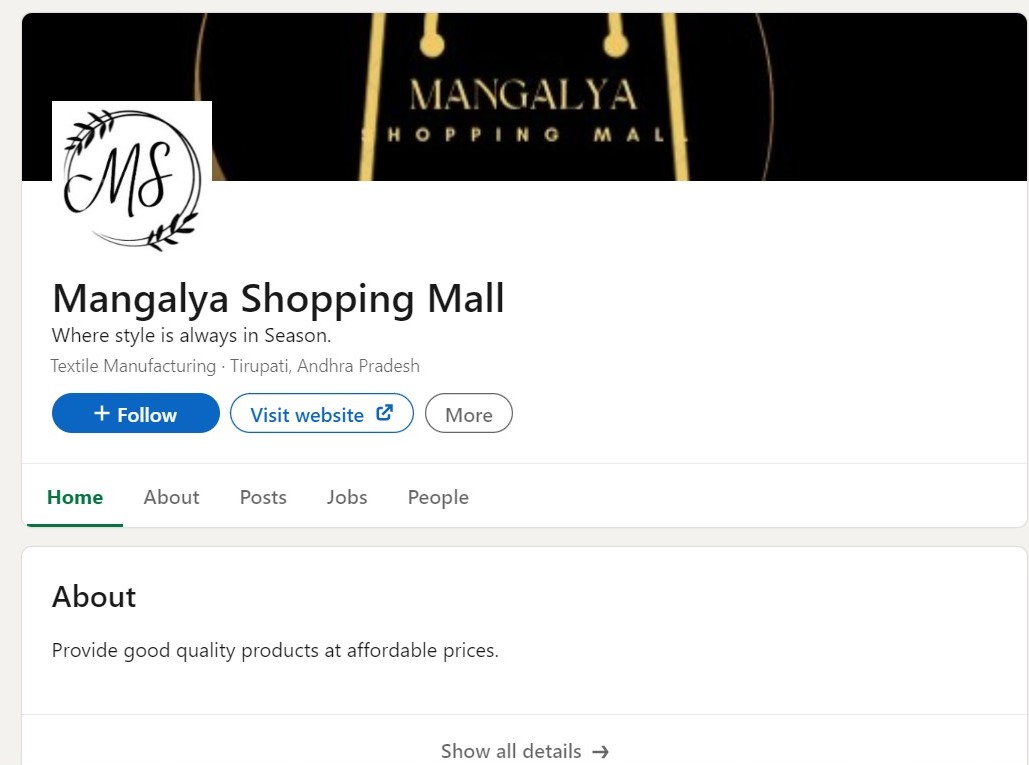 MANGALYA
SHOPPING MALL
MS
Mangalya Shopping Mall
Where style is always in Season.
Textile Manufacturing · Tirupati, Andhra Pradesh
+ Follow
Visit website
More
Home
About
Posts
Jobs
People
About
Provide good quality products at affordable prices.
Show all details →